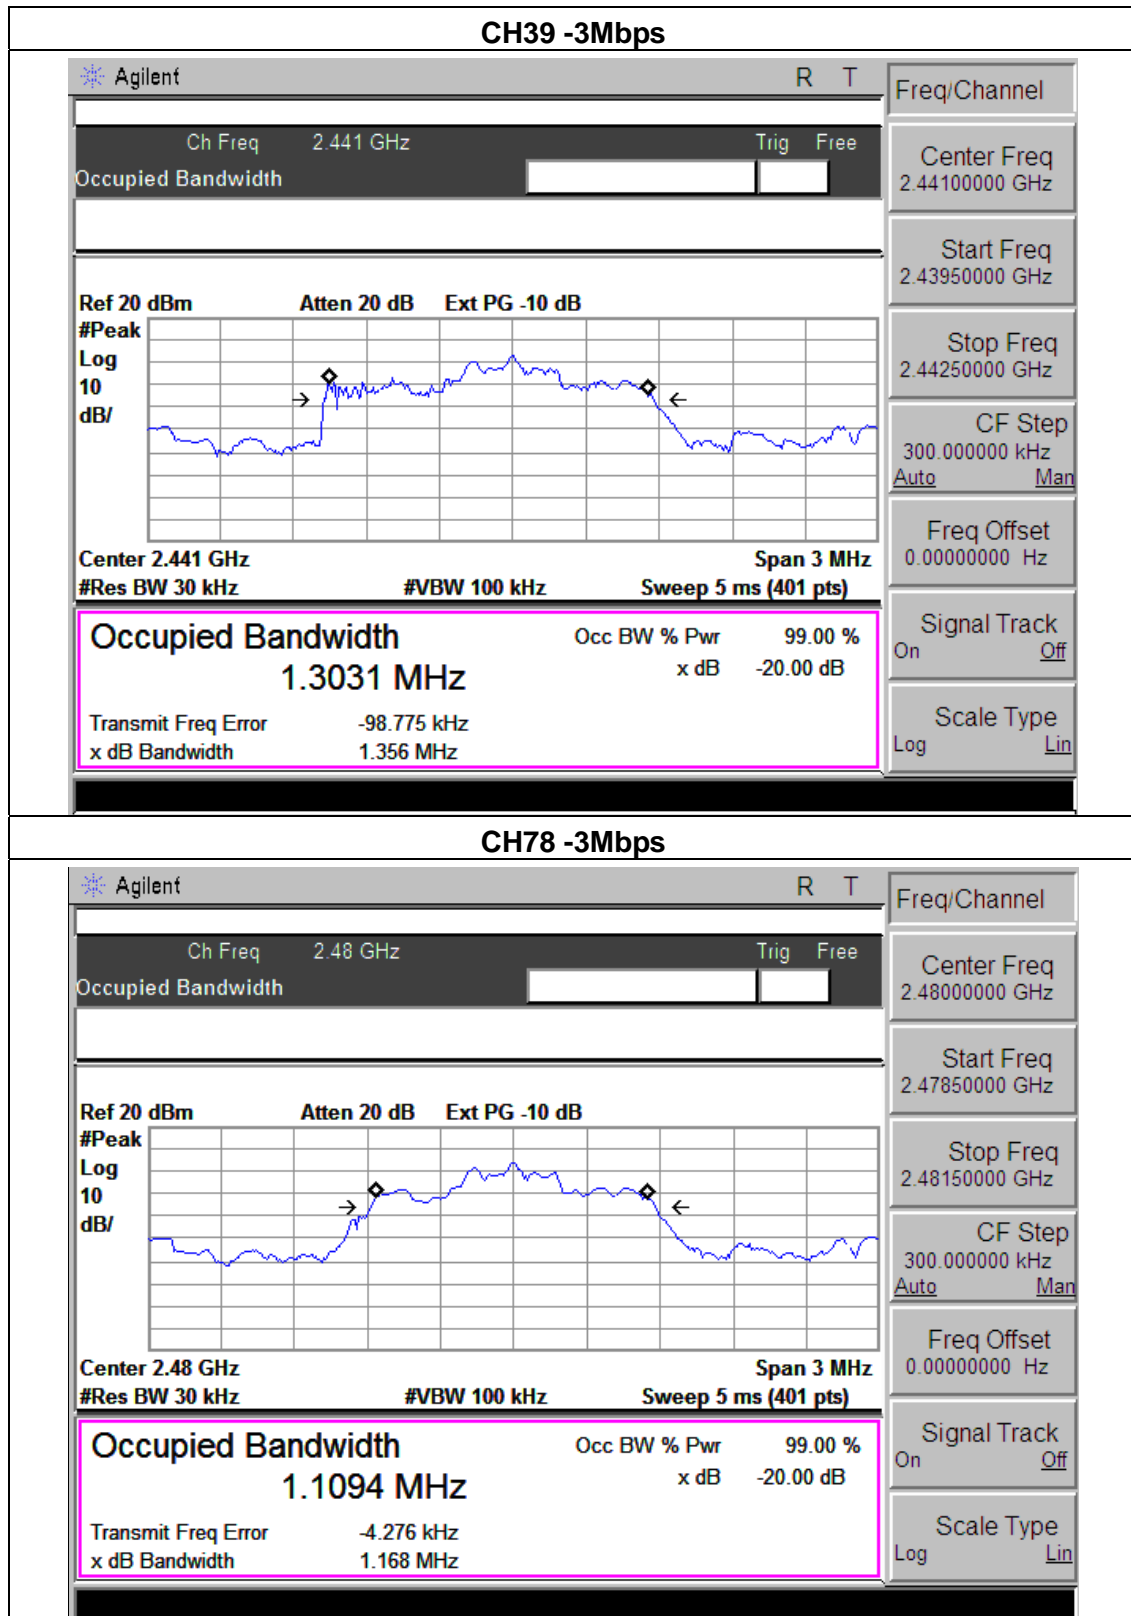 CH39 -3Mbps
Agilent R T
Freq/Channel
Ch Freq 2.441 GHz Trig Free
Occupied Bandwidth
Center Freq
2.44100000 GHz
Start Freq
2.43950000 GHz
Stop Freq
2.44250000 GHz
CF Step
300.000000 kHz
Auto Man
Freq Offset
0.00000000 Hz
Signal Track
On Off
Scale Type
Log Lin
Ref 20 dBm Atten 20 dB Ext PG -10 dB
#Peak
Log
10
dB/
Center 2.441 GHz Span 3 MHz
#Res BW 30 kHz #VBW 100 kHz Sweep 5 ms (401 pts)
Occupied Bandwidth Occ BW % Pwr 99.00 %
1.3031 MHz x dB -20.00 dB
Transmit Freq Error -98.775 kHz
x dB Bandwidth 1.356 MHz
CH78 -3Mbps
Agilent R T
Freq/Channel
Ch Freq 2.48 GHz Trig Free
Occupied Bandwidth
Center Freq
2.48000000 GHz
Start Freq
2.47850000 GHz
Stop Freq
2.48150000 GHz
CF Step
300.000000 kHz
Auto Man
Freq Offset
0.00000000 Hz
Signal Track
On Off
Scale Type
Log Lin
Ref 20 dBm Atten 20 dB Ext PG -10 dB
#Peak
Log
10
dB/
Center 2.48 GHz Span 3 MHz
#Res BW 30 kHz #VBW 100 kHz Sweep 5 ms (401 pts)
Occupied Bandwidth Occ BW % Pwr 99.00 %
1.1094 MHz x dB -20.00 dB
Transmit Freq Error -4.276 kHz
x dB Bandwidth 1.168 MHz